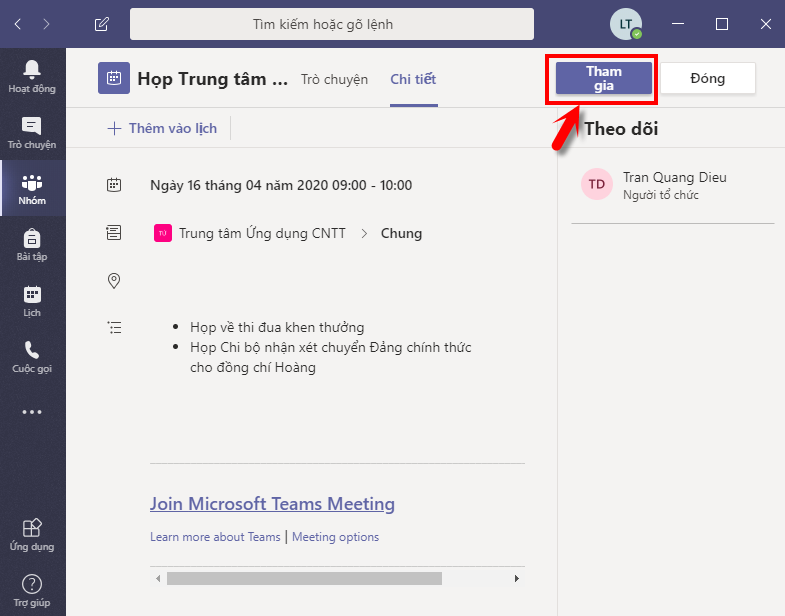 Tìm kiếm hoặc gõ lệnh
LT
Hoạt động
Trò chuyện
Nhóm
Bài tập
Lịch
Cuộc gọi
Ứng dụng
Trợ giúp
Họp Trung tâm ...
Trò chuyện
Chi tiết
Tham
gia
Đóng
Thêm vào lịch
Theo dõi
Ngày 16 tháng 04 năm 2020 09:00 - 10:00
TD
Tran Quang Dieu
Người tổ chức
TƯ
Trung tâm Ứng dụng CNTT > Chung
• Họp về thi đua khen thưởng
• Họp Chi bộ nhận xét chuyển Đảng chính thức
cho đồng chí Hoàng
Join Microsoft Teams Meeting
Learn more about Teams | Meeting options